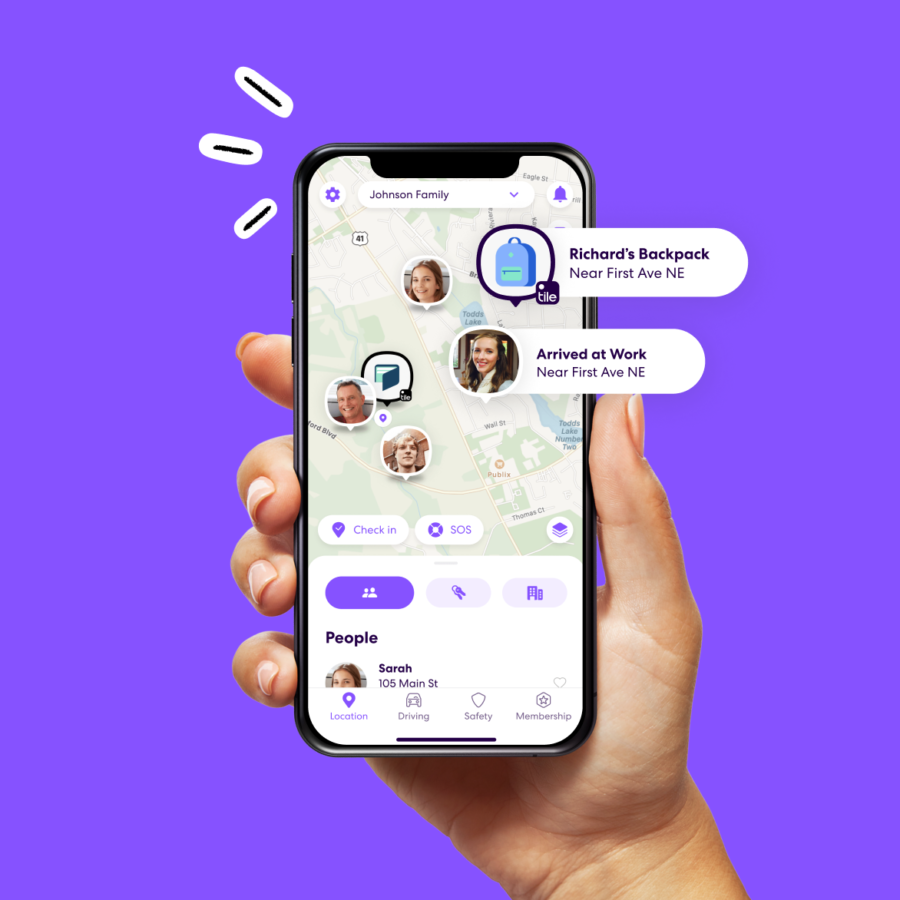 Eagle St
Johnson Family
41
Richard's Backpack
Near First Ave NE
tile
Todds
Lake
Arrived at Work
Near First Ave NE
tile
ford Blvd
Wall St
Todds
Lake
Number
Two
Publix
Thomas Ct
Check in
SOS
People
Sarah
105 Main St
Location
Driving
Safety
Membership